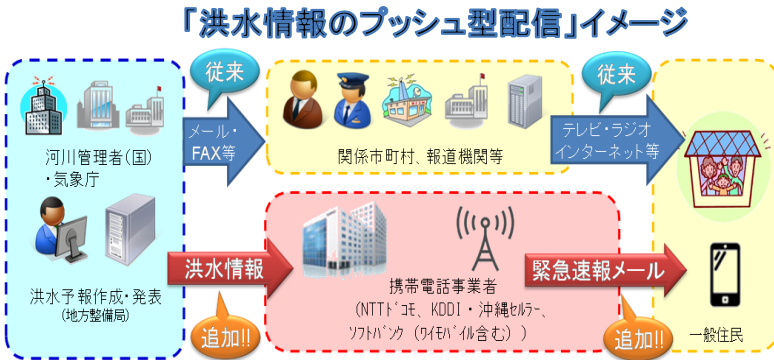 「洪水情報のプッシュ型配信」イメージ
従来
従来
メール・
FAX等
テレビ・ラジオ
インターネット等
河川管理者(国)
・気象庁
関係市町村、報道機関等
洪水情報
緊急速報メール
洪水予報作成・発表
(地方整備局)
携帯電話事業者
(NTTﾄﾞｺﾓ、KDDI・沖縄ｾﾙﾗｰ、
ｿﾌﾄﾊﾞﾝｸ(ﾜｲﾓﾊﾞｲﾙ含む))
追加!!
追加!!
一般住民